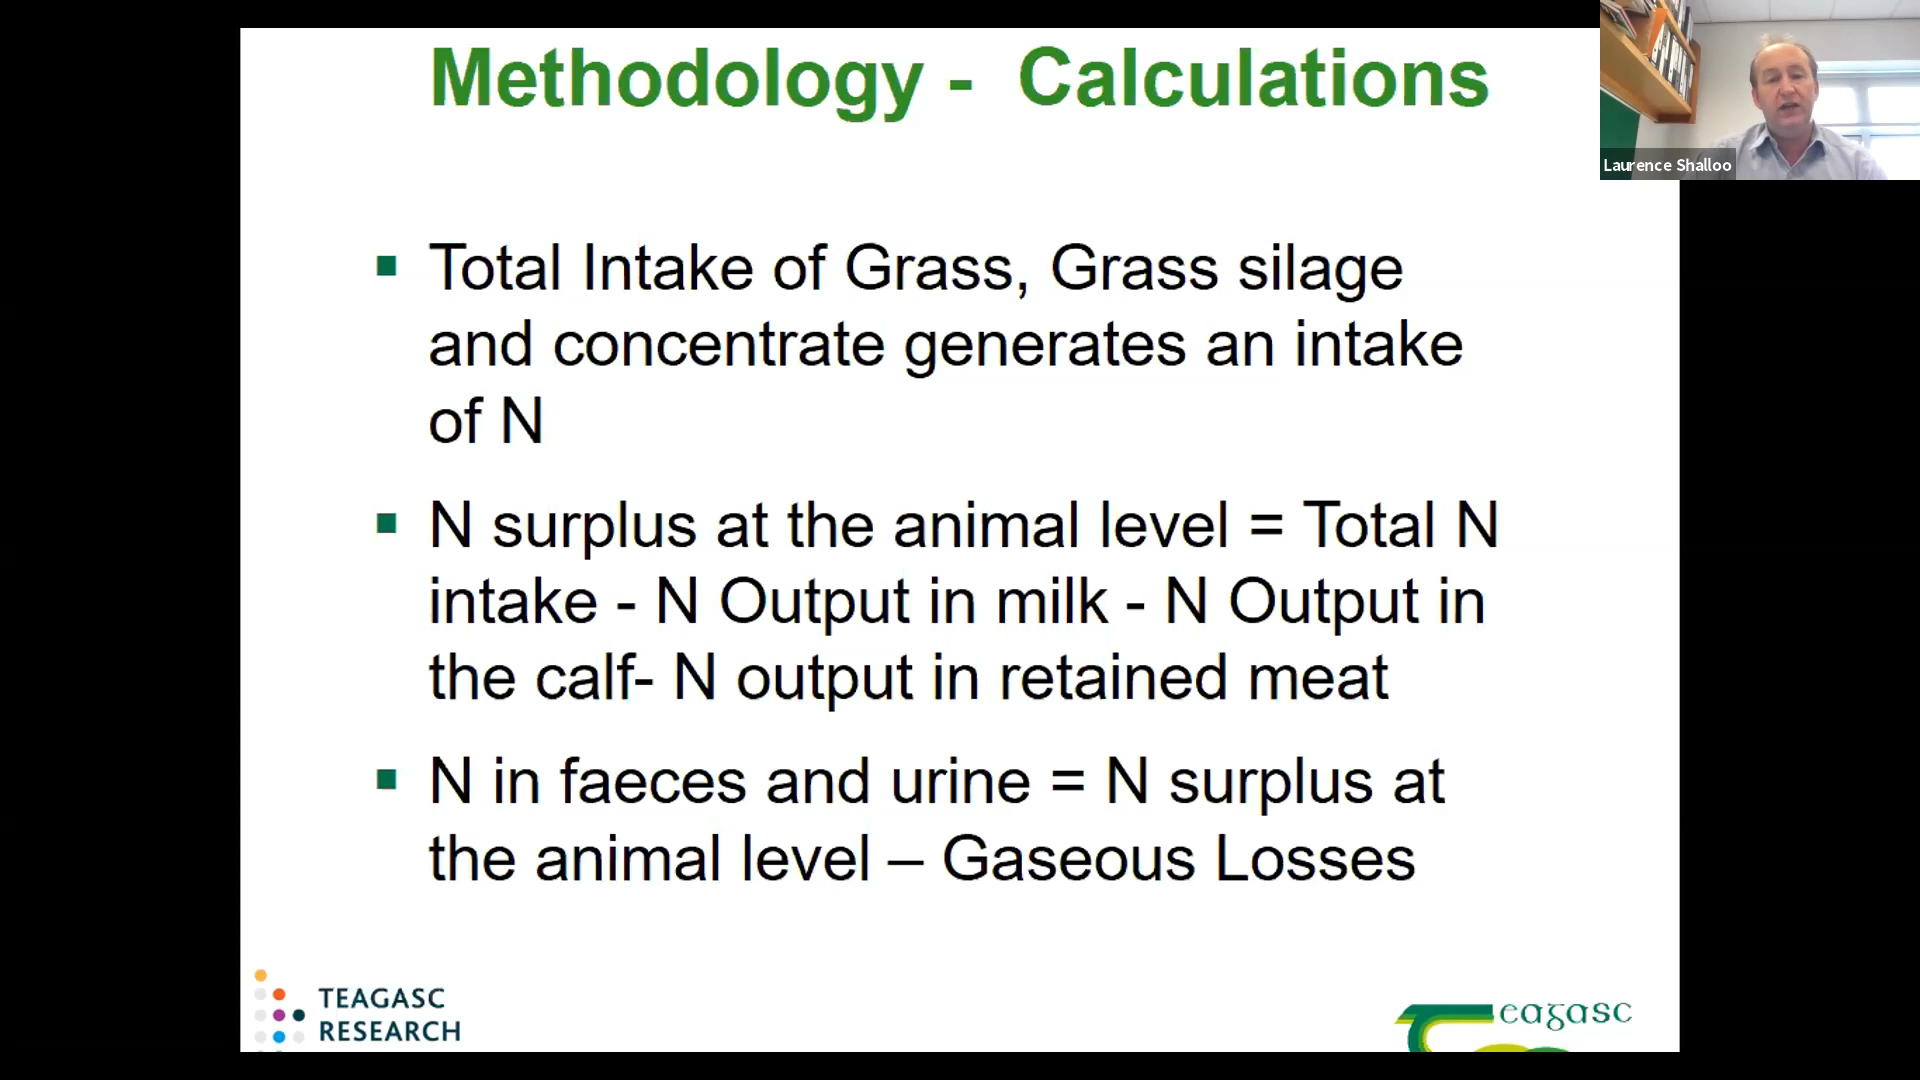 Methodology -  Calculations
Laurence Shalloo
▪ Total Intake of Grass, Grass silage
and concentrate generates an intake
of N
▪ N surplus at the animal level = Total N
intake - N Output in milk - N Output in
the calf- N output in retained meat
▪ N in faeces and urine = N surplus at
the animal level – Gaseous Losses
TEAGASC
RESEARCH
Teagasc